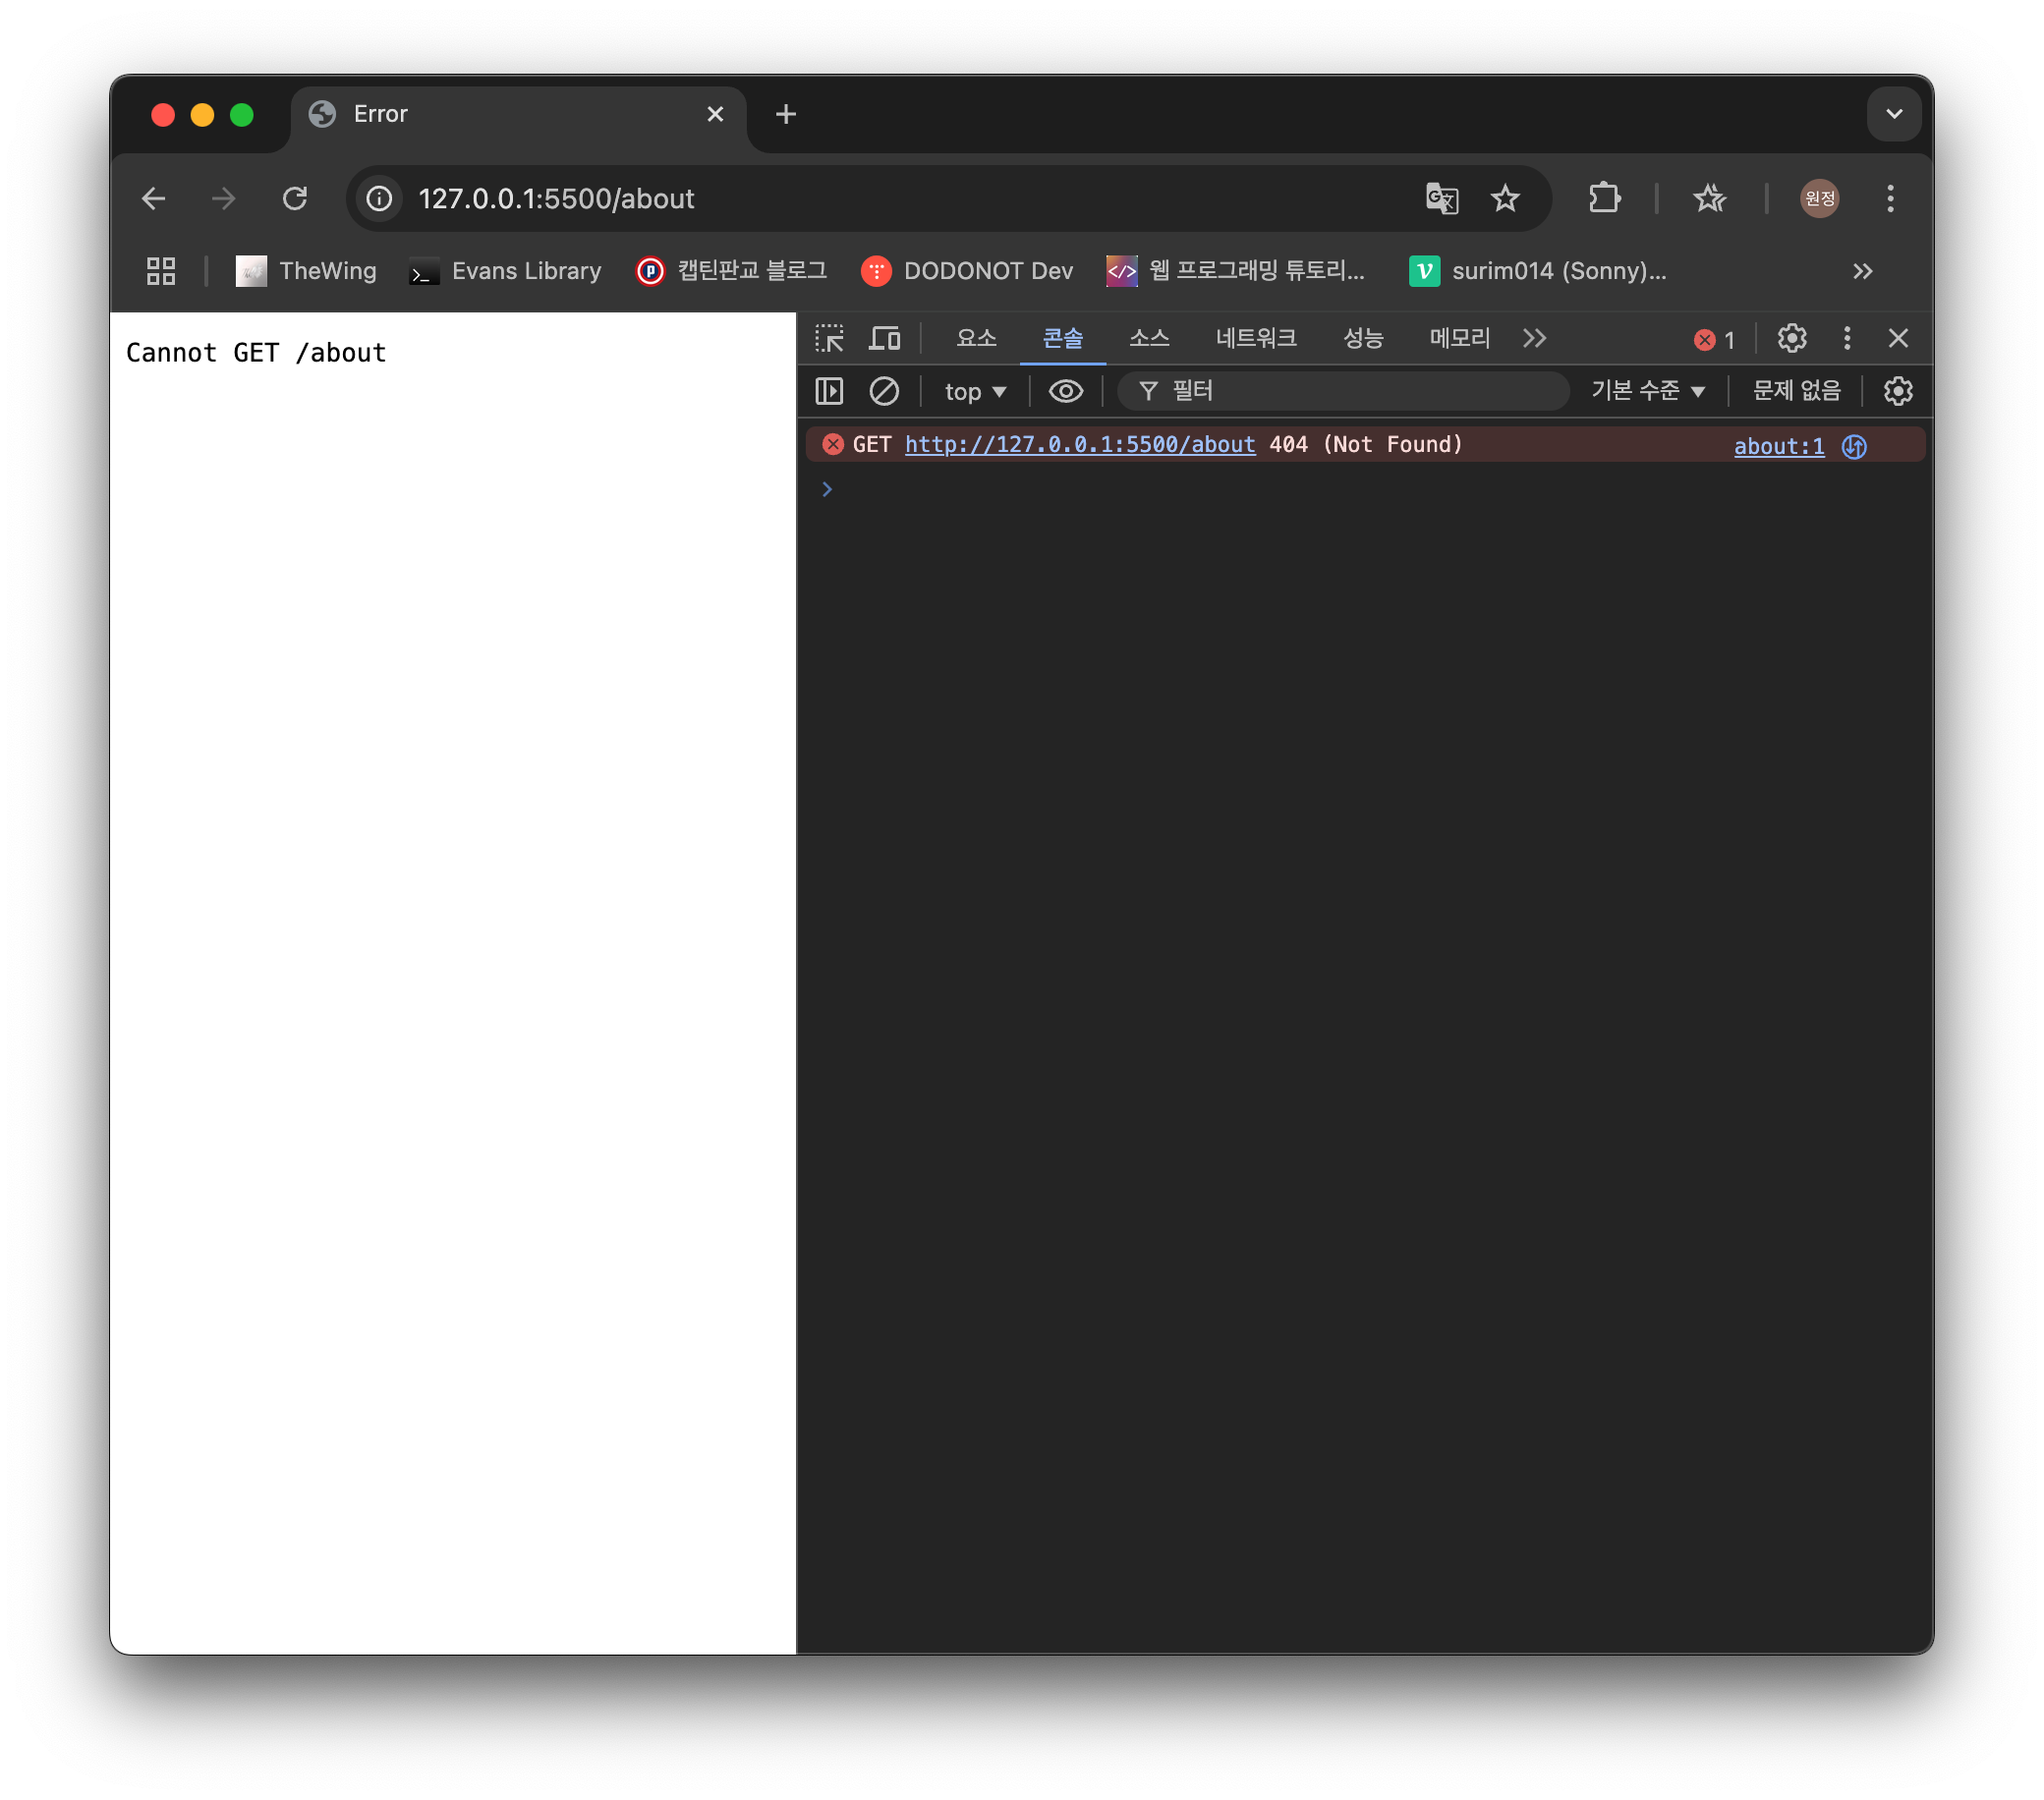 Error
127.0.0.1:5500/about
원정
TheWing
Evans Library
캡틴판교 블로그
DODONOT Dev
웹 프로그래밍 튜토리...
surim014 (Sonny)...
Cannot GET /about
요소 콘솔 소스 네트워크 성능 메모리 1
top 필터 기본 수준 문제 없음
GET http://127.0.0.1:5500/about 404 (Not Found) about:1